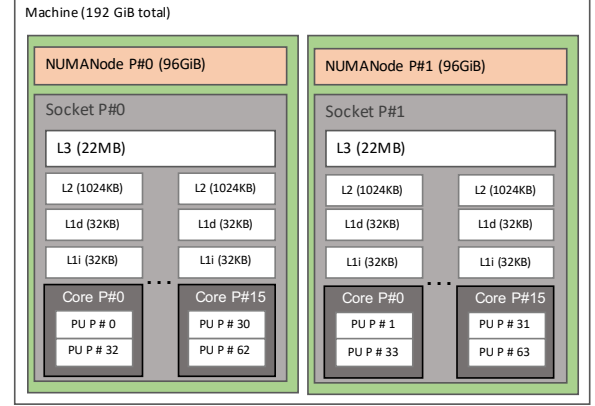 Machine (192 GiB total)
NUMANode P#0 (96GiB)
Socket P#0
L3 (22MB)
L2 (1024KB) L2 (1024KB)
L1d (32KB) L1d (32KB)
L1i (32KB) L1i (32KB)
...
Core P#0 Core P#15
PU P # 0 PU P # 30
PU P # 32 PU P # 62
NUMANode P#1 (96GiB)
Socket P#1
L3 (22MB)
L2 (1024KB) L2 (1024KB)
L1d (32KB) L1d (32KB)
L1i (32KB) L1i (32KB)
...
Core P#0 Core P#15
PU P # 1 PU P # 31
PU P # 33 PU P # 63